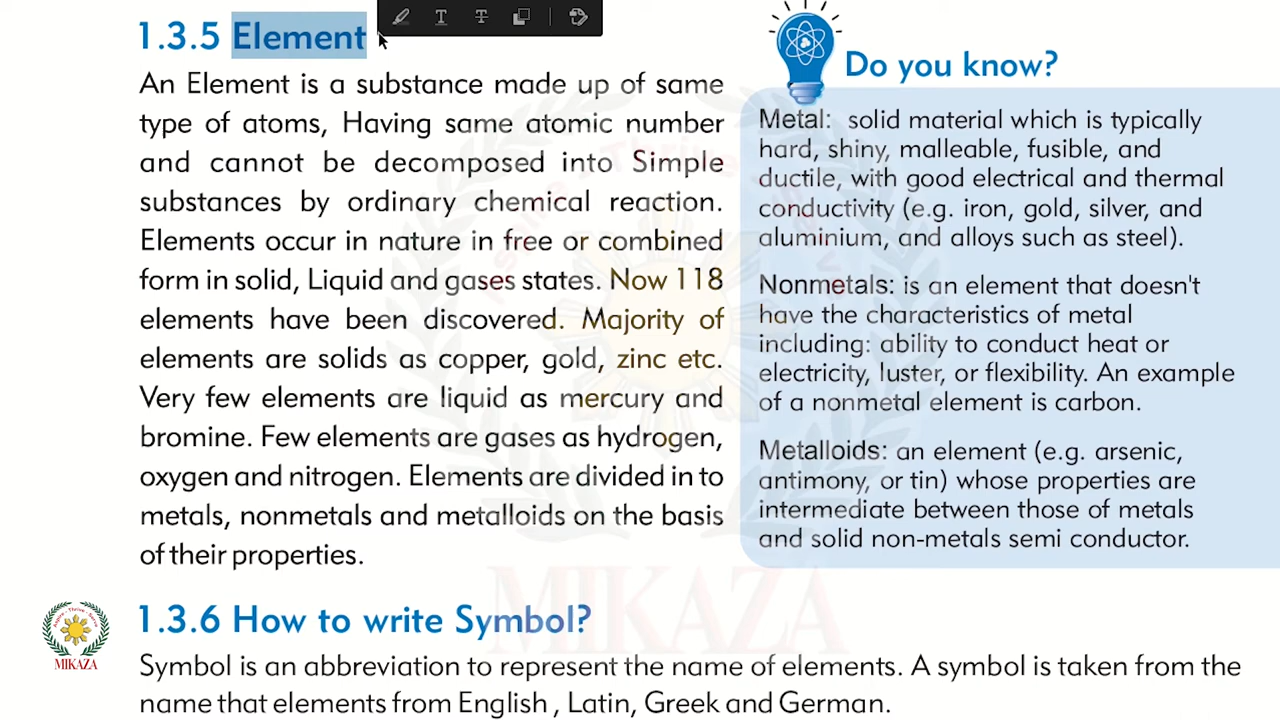 1.3.5 Element
An Element is a substance made up of same
type of atoms, Having same atomic number
and cannot be decomposed into Simple
substances by ordinary chemical reaction.
Elements occur in nature in free or combined
form in solid, Liquid and gases states. Now 118
elements have been discovered. Majority of
elements are solids as copper, gold, zinc etc.
Very few elements are liquid as mercury and
bromine. Few elements are gases as hydrogen,
oxygen and nitrogen. Elements are divided in to
metals, nonmetals and metalloids on the basis
of their properties.
Do you know?
Metal: solid material which is typically
hard, shiny, malleable, fusible, and
ductile, with good electrical and thermal
conductivity (e.g. iron, gold, silver, and
aluminium, and alloys such as steel).
Nonmetals: is an element that doesn't
have the characteristics of metal
including: ability to conduct heat or
electricity, luster, or flexibility. An example
of a nonmetal element is carbon.
Metalloids: an element (e.g. arsenic,
antimony, or tin) whose properties are
intermediate between those of metals
and solid non-metals semi conductor.
MIKAZA
1.3.6 How to write Symbol?
MIKAZA
Symbol is an abbreviation to represent the name of elements. A symbol is taken from the
name that elements from English , Latin, Greek and German.